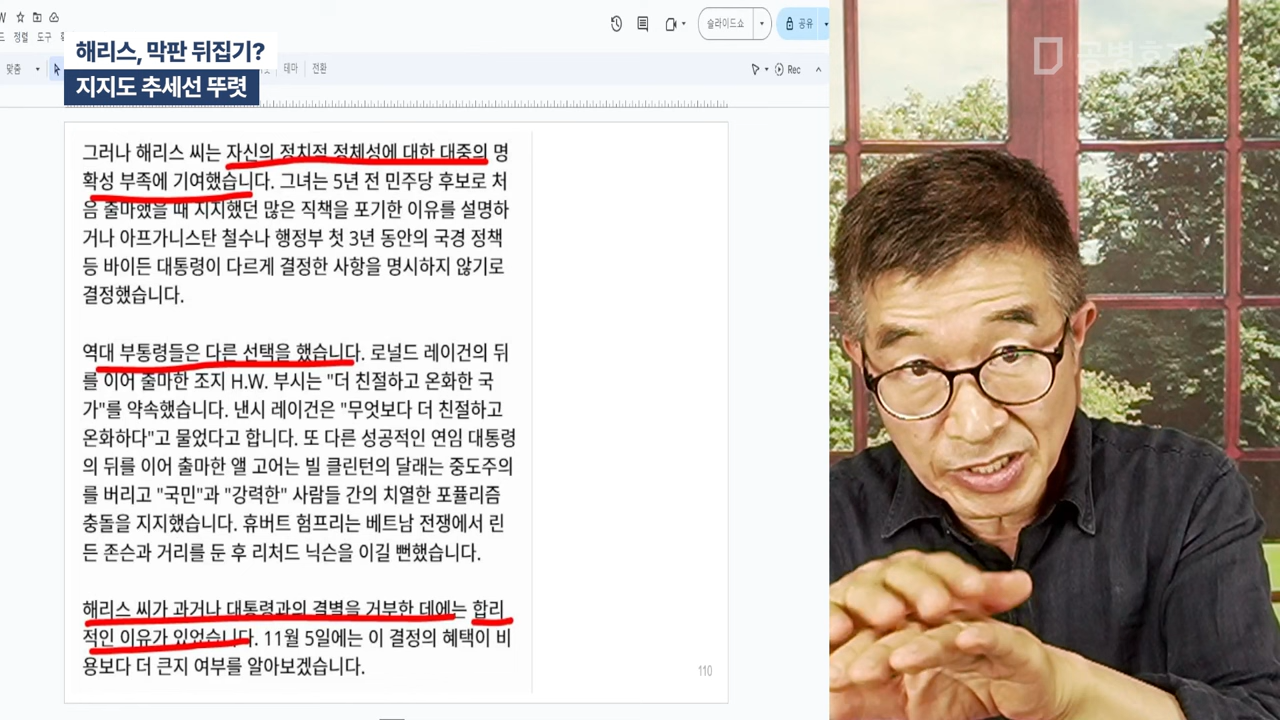 슬라이드쇼
공유
정렬 도구
해리스, 막판 뒤집기?
맞춤
테마 전환
Rec
지지도 추세선 뚜렷
공병호
그러나 해리스 씨는 자신의 정치적 정체성에 대한 대중의 명
확성 부족에 기여했습니다. 그녀는 5년 전 민주당 후보로 처
음 출마했을 때 지지했던 많은 직책을 포기한 이유를 설명하
거나 아프가니스탄 철수나 행정부 첫 3년 동안의 국경 정책
등 바이든 대통령이 다르게 결정한 사항을 명시하지 않기로
결정했습니다.
역대 부통령들은 다른 선택을 했습니다. 로널드 레이건의 뒤
를 이어 출마한 조지 H.W. 부시는 "더 친절하고 온화한 국
가"를 약속했습니다. 낸시 레이건은 "무엇보다 더 친절하고
온화하다"고 물었다고 합니다. 또 다른 성공적인 연임 대통령
의 뒤를 이어 출마한 앨 고어는 빌 클린턴의 달래는 중도주의
를 버리고 "국민"과 "강력한" 사람들 간의 치열한 포퓰리즘
충돌을 지지했습니다. 휴버트 험프리는 베트남 전쟁에서 린
든 존슨과 거리를 둔 후 리처드 닉슨을 이길 뻔했습니다.
해리스 씨가 과거나 대통령과의 결별을 거부한 데에는 합리
적인 이유가 있었습니다. 11월 5일에는 이 결정의 혜택이 비
용보다 더 큰지 여부를 알아보겠습니다.
110